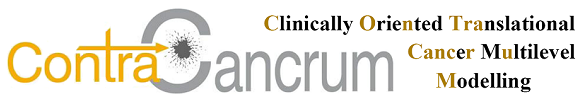 ContraCancrum
Clinically OrieNted Translational
Cancer Multilevel
Modelling